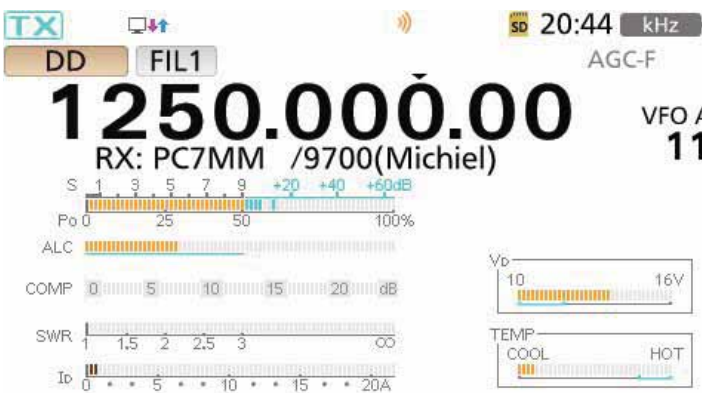 TX SD 20:44 kHz
DD FIL1 AGC-F
1250.000.00 VFO A
RX: PC7MM /9700(Michiel) 11
S 1 3 5 7 9 +20 +40 +60dB
Po 0 25 50 100%
ALC
COMP 0 5 10 15 20 dB
SWR 1 1.5 2 2.5 3 ∞
ID 0 5 10 15 20A
VD
10 16V
TEMP
COOL HOT